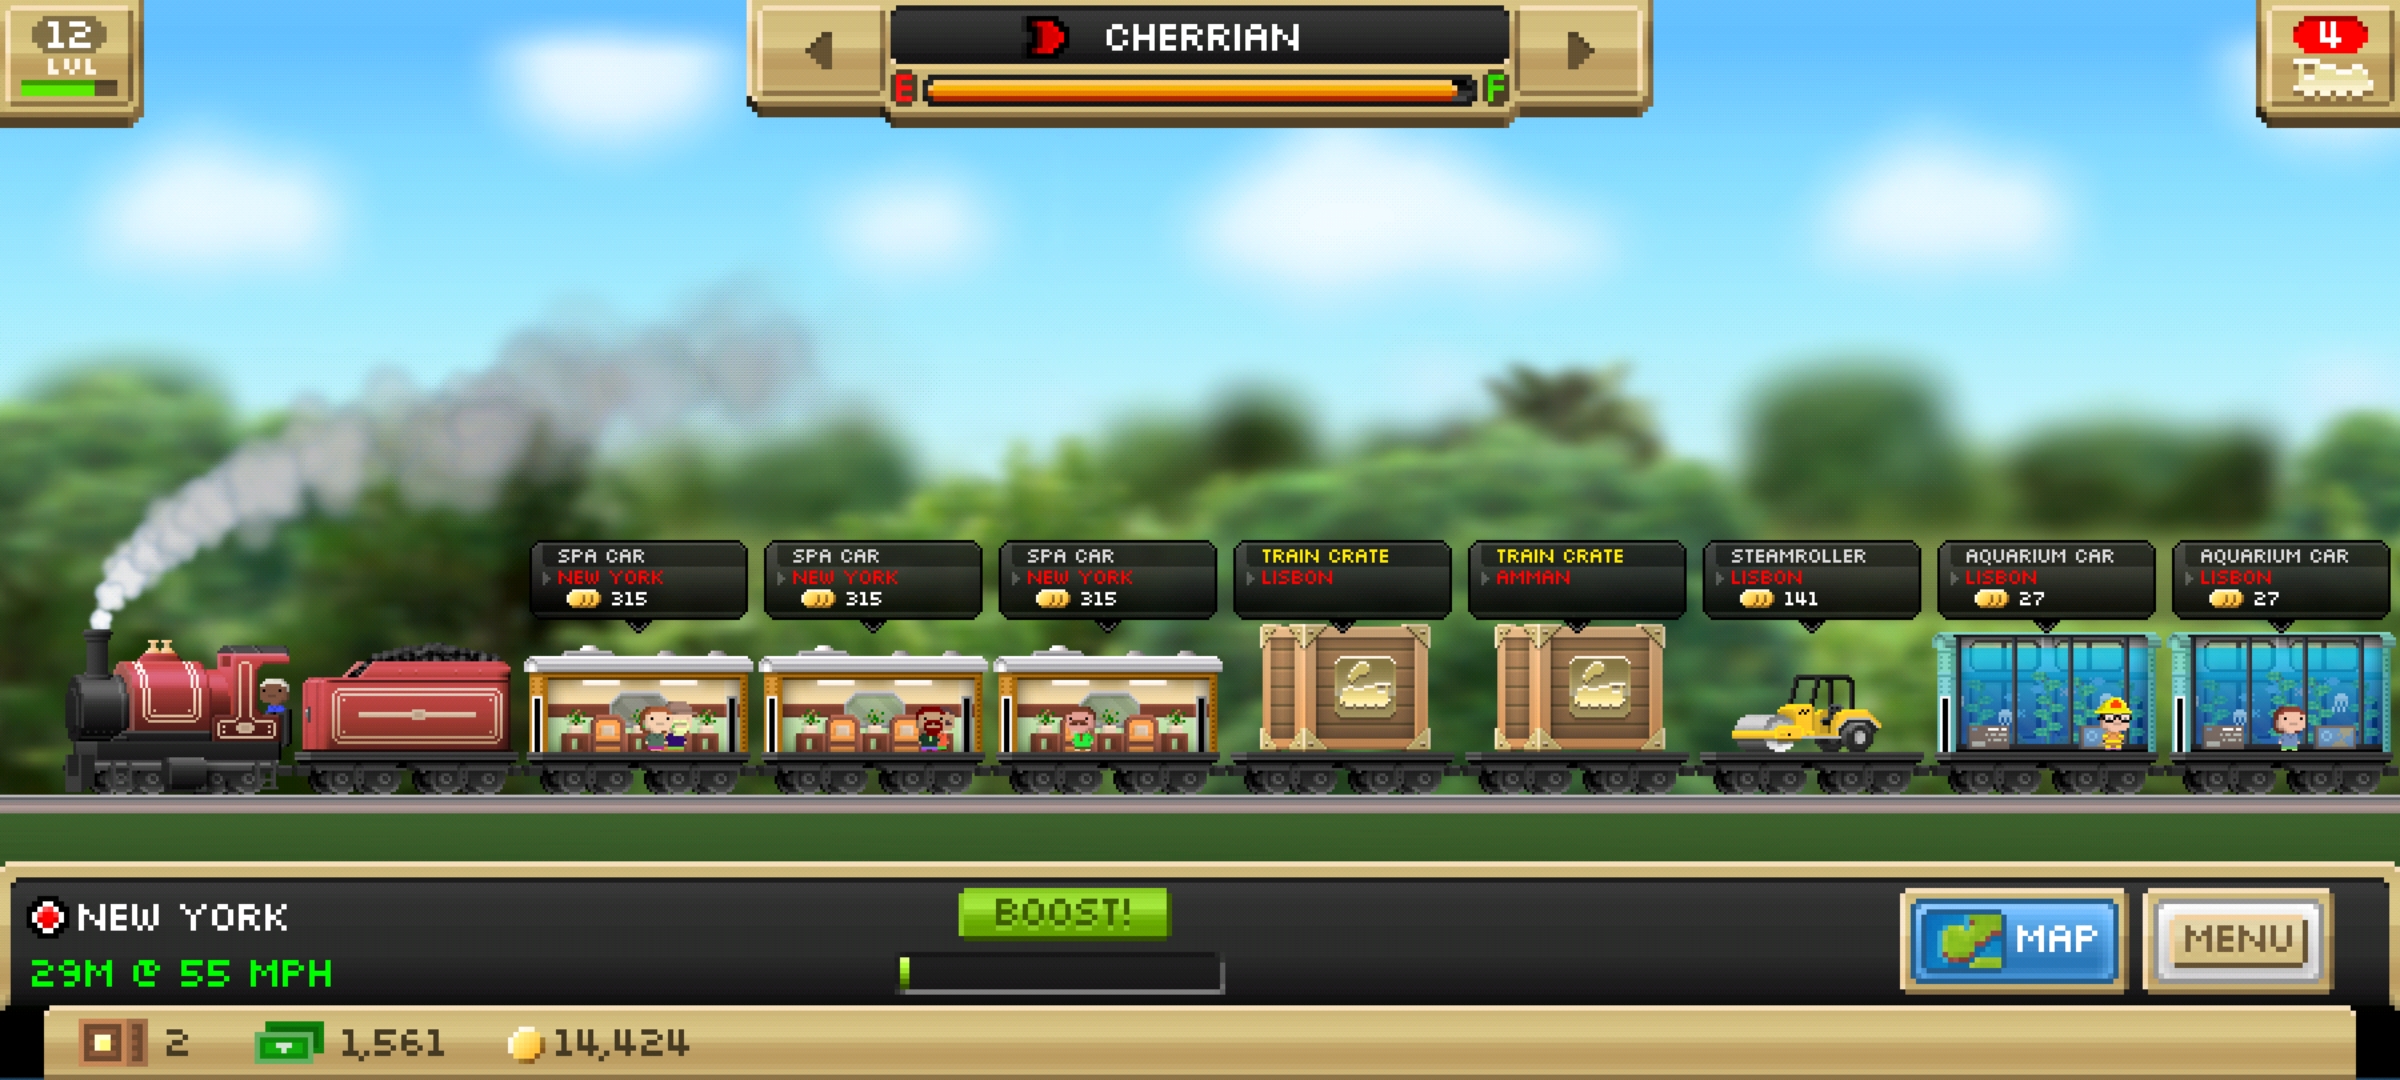 12
LVL
CHERRIAN
E F
4
SPA CAR
NEW YORK
315
SPA CAR
NEW YORK
315
SPA CAR
NEW YORK
315
TRAIN CRATE
LISBON
TRAIN CRATE
AMMAN
STEAMROLLER
LISBON
141
AQUARIUM CAR
LISBON
27
AQUARIUM CAR
LISBON
27
NEW YORK
29M @ 55 MPH
BOOST!
MAP
MENU
2 1,561 14,424